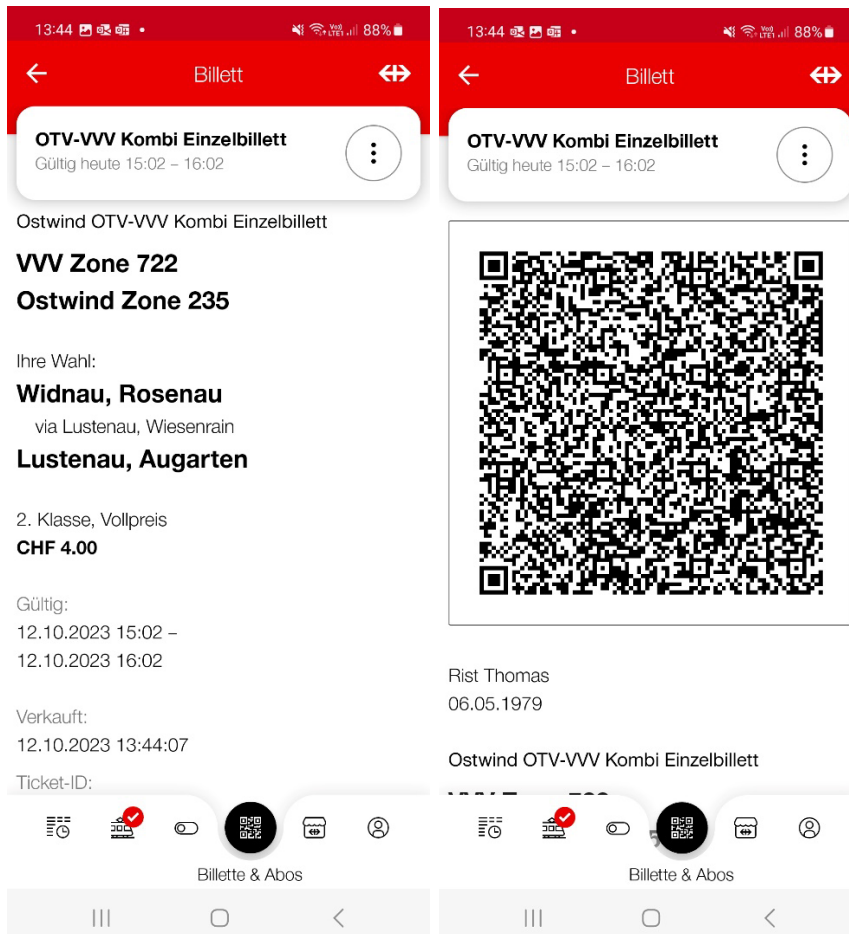 13:44 88%
Billett
OTV-VVV Kombi Einzelbillett
Gültig heute 15:02 – 16:02
Ostwind OTV-VVV Kombi Einzelbillett
VVV Zone 722
Ostwind Zone 235
Ihre Wahl:
Widnau, Rosenau
via Lustenau, Wiesenrain
Lustenau, Augarten
2. Klasse, Vollpreis
CHF 4.00
Gültig:
12.10.2023 15:02 –
12.10.2023 16:02
Verkauft:
12.10.2023 13:44:07
Ticket-ID:
Billette & Abos
13:44 88%
Billett
OTV-VVV Kombi Einzelbillett
Gültig heute 15:02 – 16:02
Rist Thomas
06.05.1979
Ostwind OTV-VVV Kombi Einzelbillett
Billette & Abos